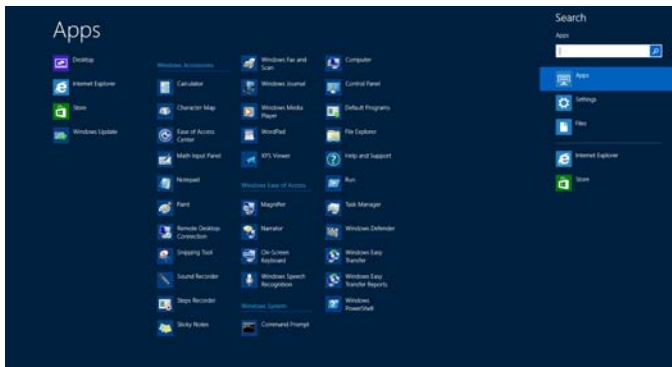 Apps
Desktop
Internet Explorer
Store
Windows Update
Windows Accessories
Calculator
Character Map
Ease of Access
Center
Math Input Panel
Notepad
Paint
Remote Desktop
Connection
Snipping Tool
Sound Recorder
Steps Recorder
Sticky Notes
Windows Fax and
Scan
Windows Journal
Windows Media
Player
WordPad
XPS Viewer
Windows Ease of Access
Magnifier
Narrator
On-Screen
Keyboard
Windows Speech
Recognition
Windows System
Command Prompt
Computer
Control Panel
Default Programs
File Explorer
Help and Support
Run
Task Manager
Windows Defender
Windows Easy
Transfer
Windows Easy
Transfer Reports
Windows
PowerShell
Search
Apps
Apps
Settings
Files
Internet Explorer
Store